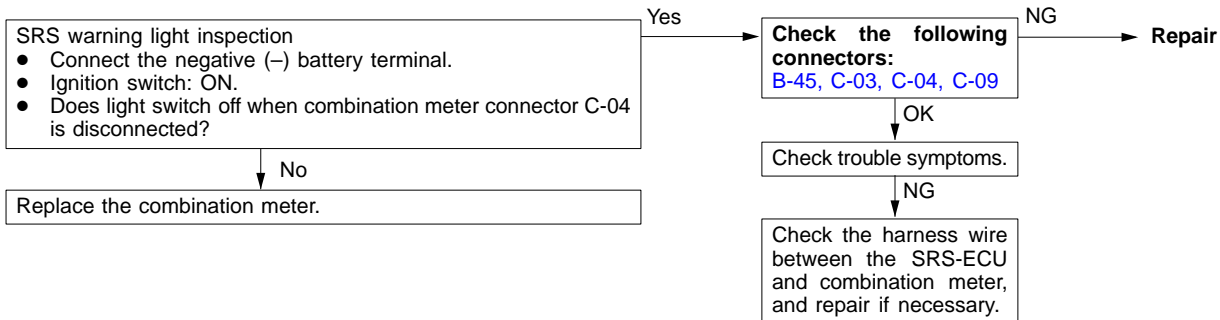 SRS warning light inspection
● Connect the negative (–) battery terminal.
● Ignition switch: ON.
● Does light switch off when combination meter connector C-04
is disconnected?
Yes
Check the following
connectors:
B-45, C-03, C-04, C-09
NG
Repair
OK
Check trouble symptoms.
NG
Check the harness wire
between the SRS-ECU
and combination meter,
and repair if necessary.
No
Replace the combination meter.